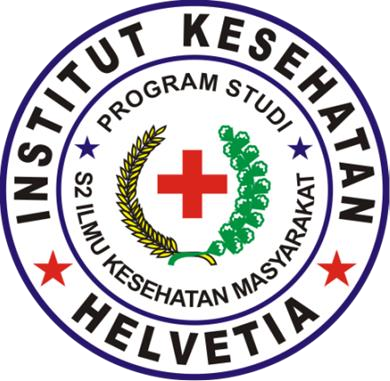 INSTITUT KESEHATAN
HELVETIA
PROGRAM STUDI
S2 ILMU KESEHATAN MASYARAKAT